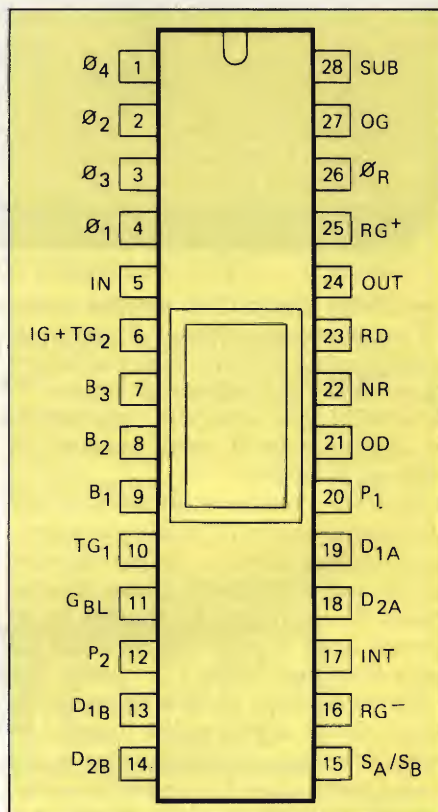 Ø4 1 28 SUB
Ø2 2 27 OG
Ø3 3 26 ØR
Ø1 4 25 RG+
IN 5 24 OUT
IG+TG2 6 23 RD
B3 7 22 NR
B2 8 21 OD
B1 9 20 P1
TG1 10 19 D1A
GBL 11 18 D2A
P2 12 17 INT
D1B 13 16 RG−
D2B 14 15 SA/SB